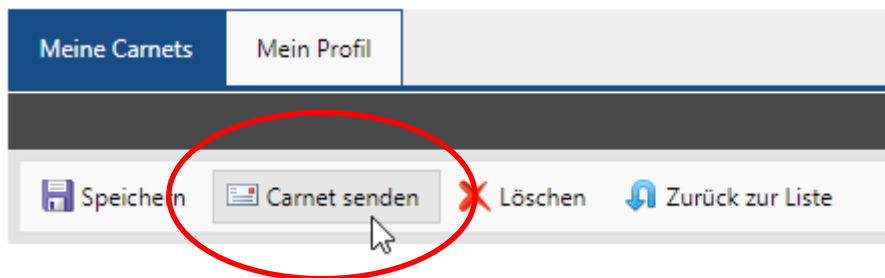 Meine Carnets Mein Profil
Speichern Carnet senden Löschen Zurück zur Liste